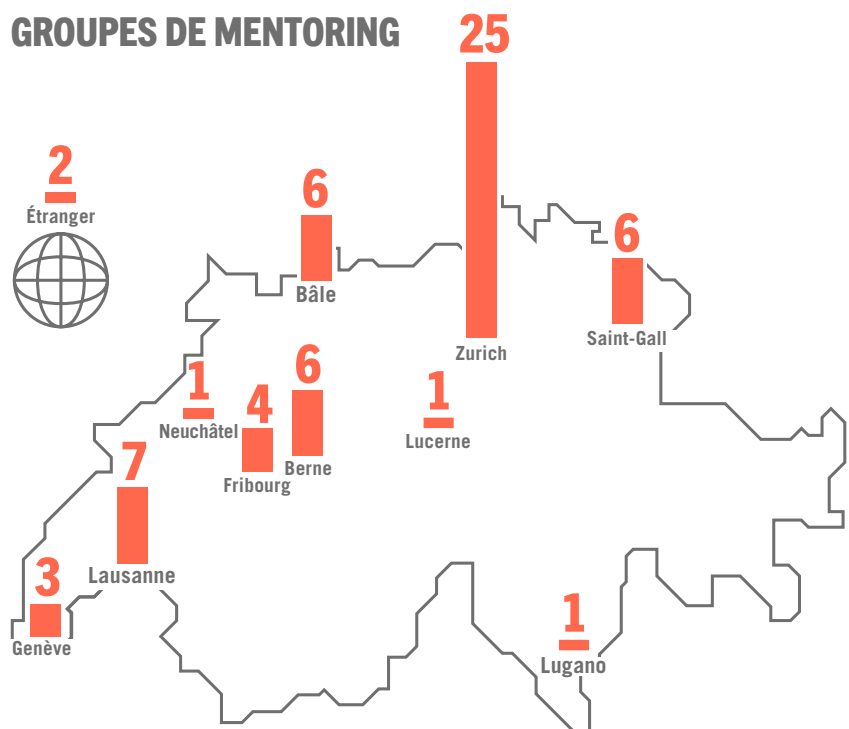 GROUPES DE MENTORING
25
2
Étranger
6
Bâle
6
Saint-Gall
Zurich
1
Neuchâtel
4
Fribourg
6
Berne
1
Lucerne
7
Lausanne
3
Genève
1
Lugano